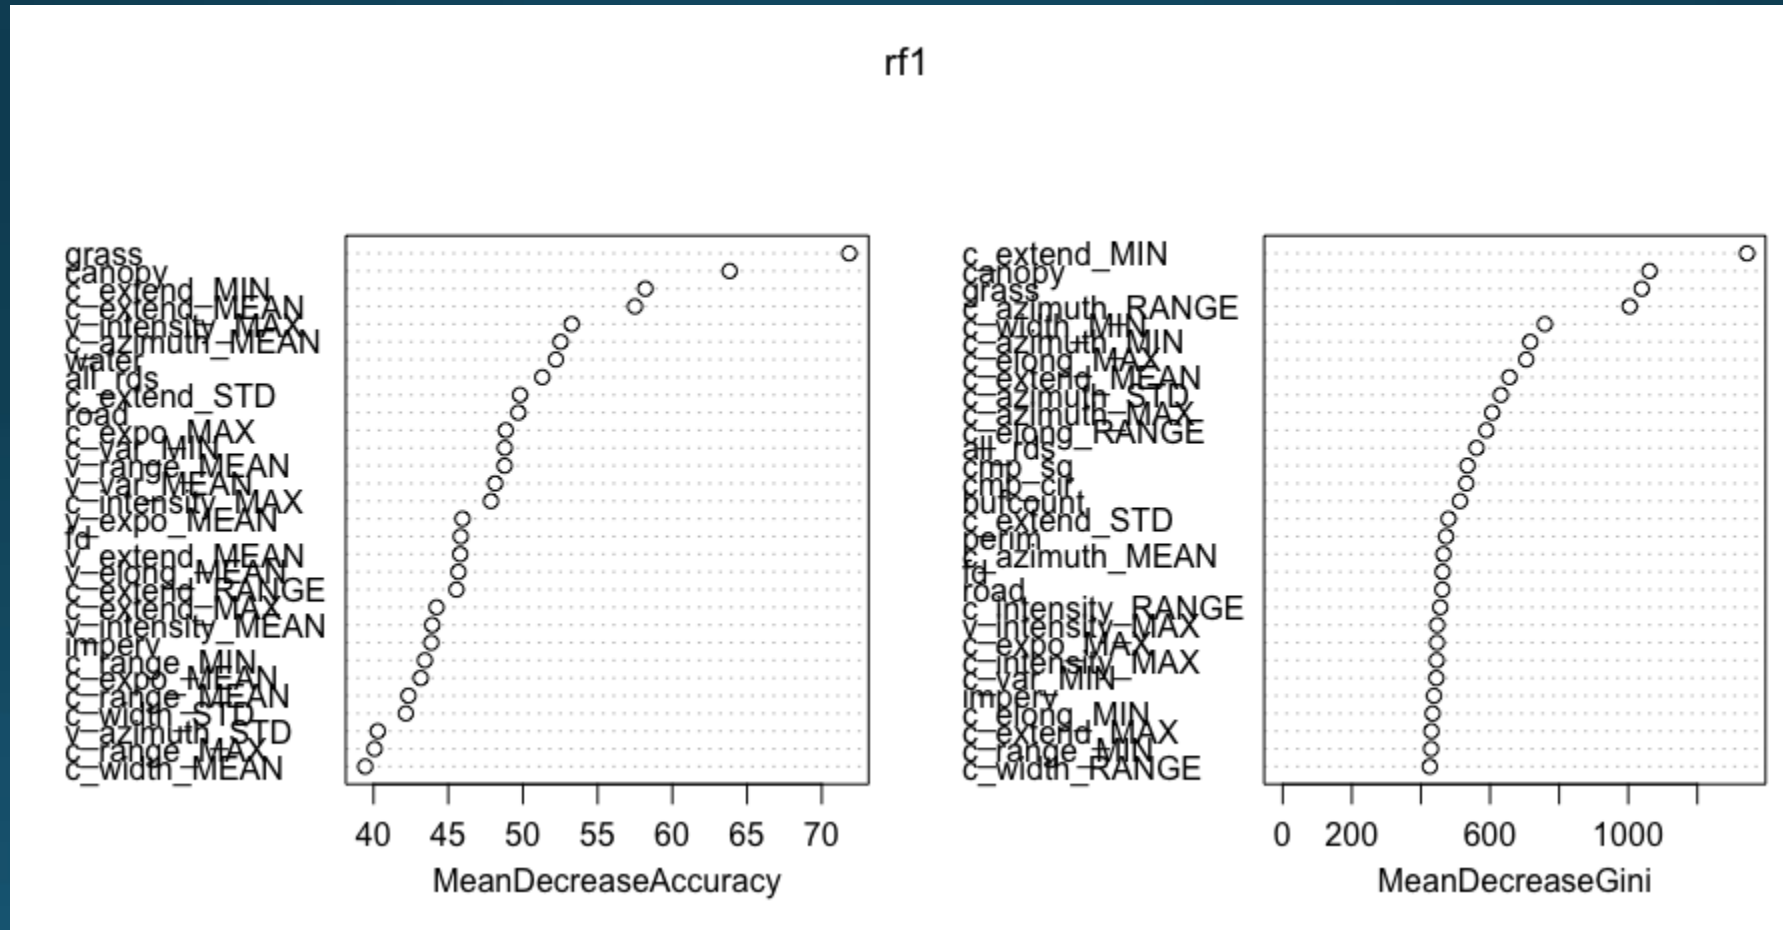 rf1
grass
canopy
c_extend_MIN
c_extend_MEAN
v_intensity_MAX
c_azimuth_MEAN
water
all_rds
c_extend_STD
road
c_expo_MAX
c_var_MIN
v_range_MEAN
v_var_MEAN
c_intensity_MAX
v_expo_MEAN
fd
v_extend_MEAN
v_elong_MEAN
c_extend_RANGE
c_extend_MAX
v_intensity_MEAN
imperv
c_range_MIN
c_expo_MEAN
c_range_MEAN
c_width_STD
v_azimuth_STD
c_range_MAX
c_width_MEAN
40 45 50 55 60 65 70
MeanDecreaseAccuracy
c_extend_MIN
canopy
grass
c_azimuth_RANGE
c_width_MIN
c_azimuth_MIN
c_elong_MAX
c_extend_MEAN
c_azimuth_STD
c_azimuth_MAX
c_elong_RANGE
all_rds
cmp_sq
cmp_cir
bufcount
c_extend_STD
perim
c_azimuth_MEAN
fd
road
c_intensity_RANGE
v_intensity_MAX
c_expo_MAX
c_intensity_MAX
c_var_MIN
imperv
c_elong_MIN
c_extend_MAX
c_range_MIN
c_width_RANGE
0 200 600 1000
MeanDecreaseGini